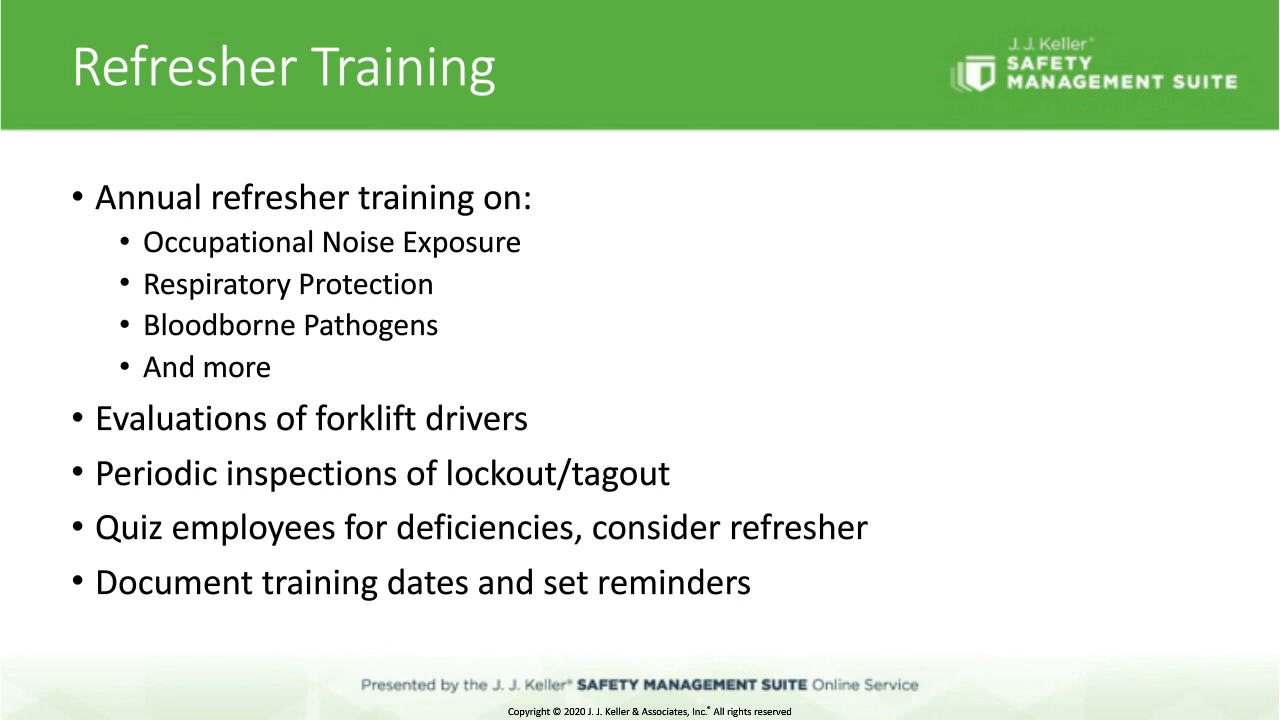 Refresher Training
J. J. Keller®
SAFETY
MANAGEMENT SUITE
• Annual refresher training on:
• Occupational Noise Exposure
• Respiratory Protection
• Bloodborne Pathogens
• And more
• Evaluations of forklift drivers
• Periodic inspections of lockout/tagout
• Quiz employees for deficiencies, consider refresher
• Document training dates and set reminders
Presented by the J. J. Keller® SAFETY MANAGEMENT SUITE Online Service
Copyright © 2020 J. J. Keller & Associates, Inc.® All rights reserved